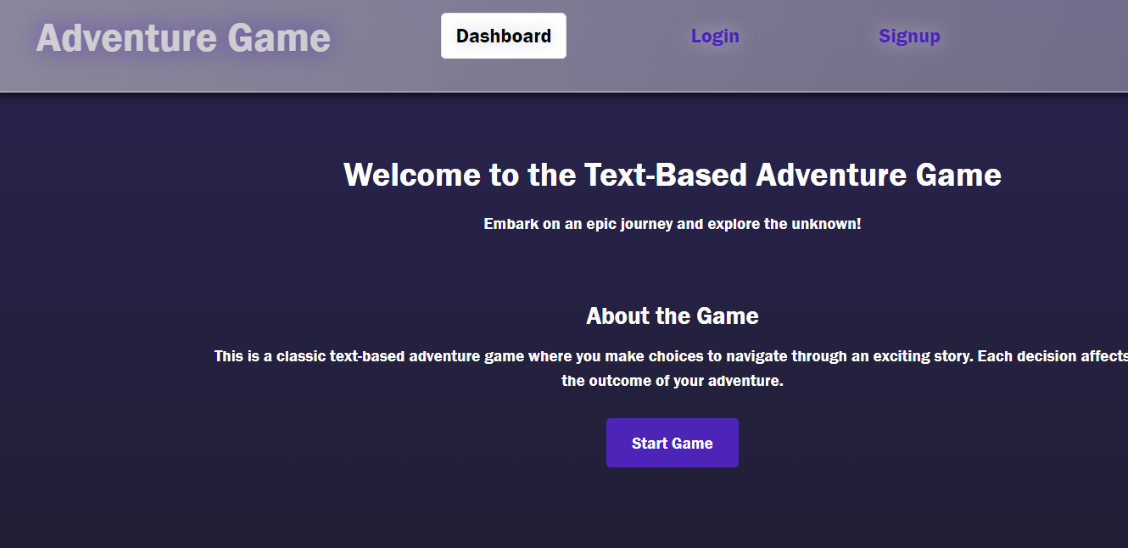 Adventure Game
Dashboard
Login
Signup
Welcome to the Text-Based Adventure Game
Embark on an epic journey and explore the unknown!
About the Game
This is a classic text-based adventure game where you make choices to navigate through an exciting story. Each decision affects
the outcome of your adventure.
Start Game